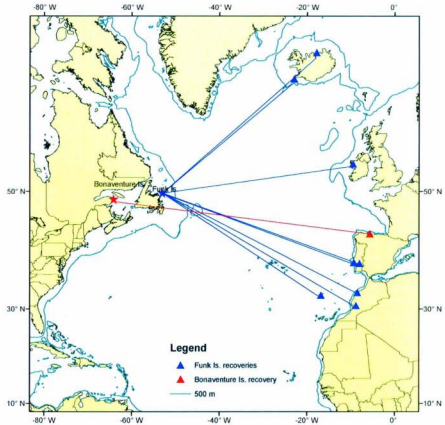 -80° W -60° W -40° W -20° W 0°
Bonaventure Is.
Funk Is.
50° N 50° N
30° N 30° N
Legend
Funk Is. recoveries
Bonaventure Is. recovery
500 m
10° N 10° N
-80° W -60° W -40° W -20° W 0°